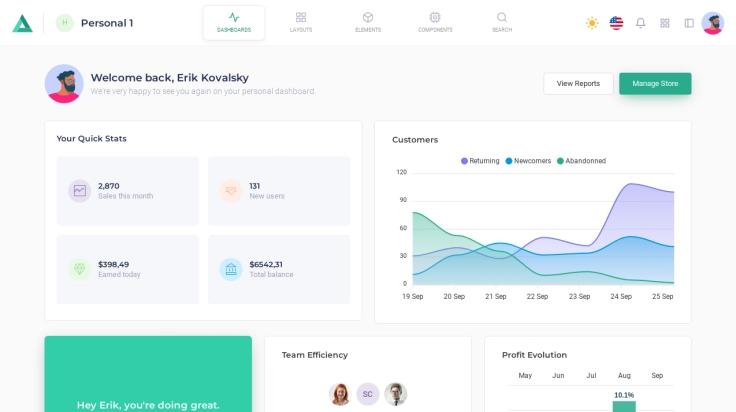 H
Personal 1
DASHBOARDS
LAYOUTS
ELEMENTS
COMPONENTS
SEARCH
Welcome back, Erik Kovalsky
We're very happy to see you again on your personal dashboard.
View Reports
Manage Store
Your Quick Stats
2,870
Sales this month
131
New users
$398,49
Earned today
$6542,31
Total balance
Customers
Returning Newcomers Abandonned
120
90
60
30
0
19 Sep 20 Sep 21 Sep 22 Sep 23 Sep 24 Sep 25 Sep
Hey Erik, you're doing great.
Team Efficiency
SC
Profit Evolution
May Jun Jul Aug Sep
10.1%